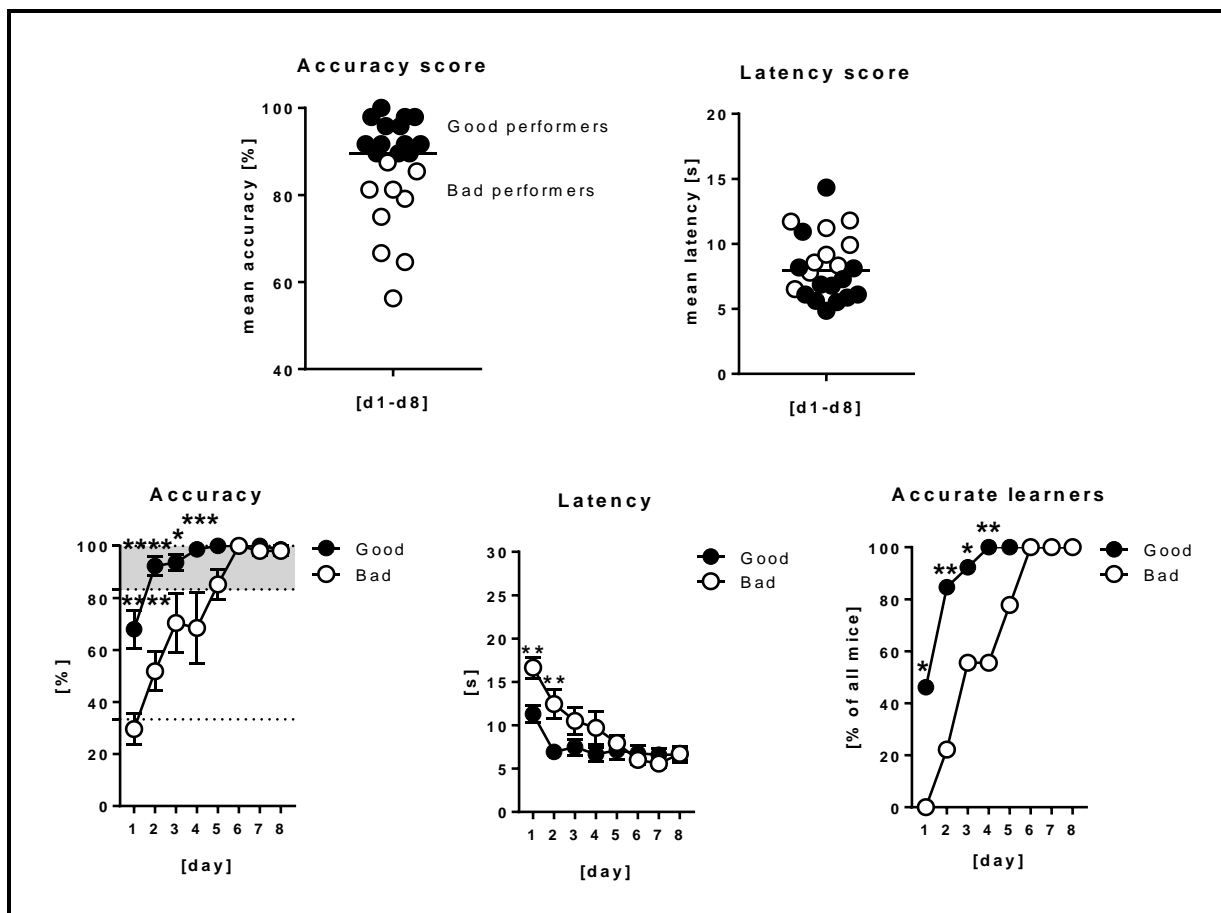 Accuracy score
100
80
60
40
mean accuracy [%]
Good performers
Bad performers
[d1-d8]
Latency score
20
15
10
5
0
mean latency [s]
[d1-d8]
Accuracy
100
80
60
40
20
0
[%]
****
*
***
****
Good
Bad
1 2 3 4 5 6 7 8
[day]
Latency
30
25
20
15
10
5
0
[s]
**
**
Good
Bad
1 2 3 4 5 6 7 8
[day]
Accurate learners
100
80
60
40
20
0
[% of all mice]
*
**
*
**
Good
Bad
1 2 3 4 5 6 7 8
[day]